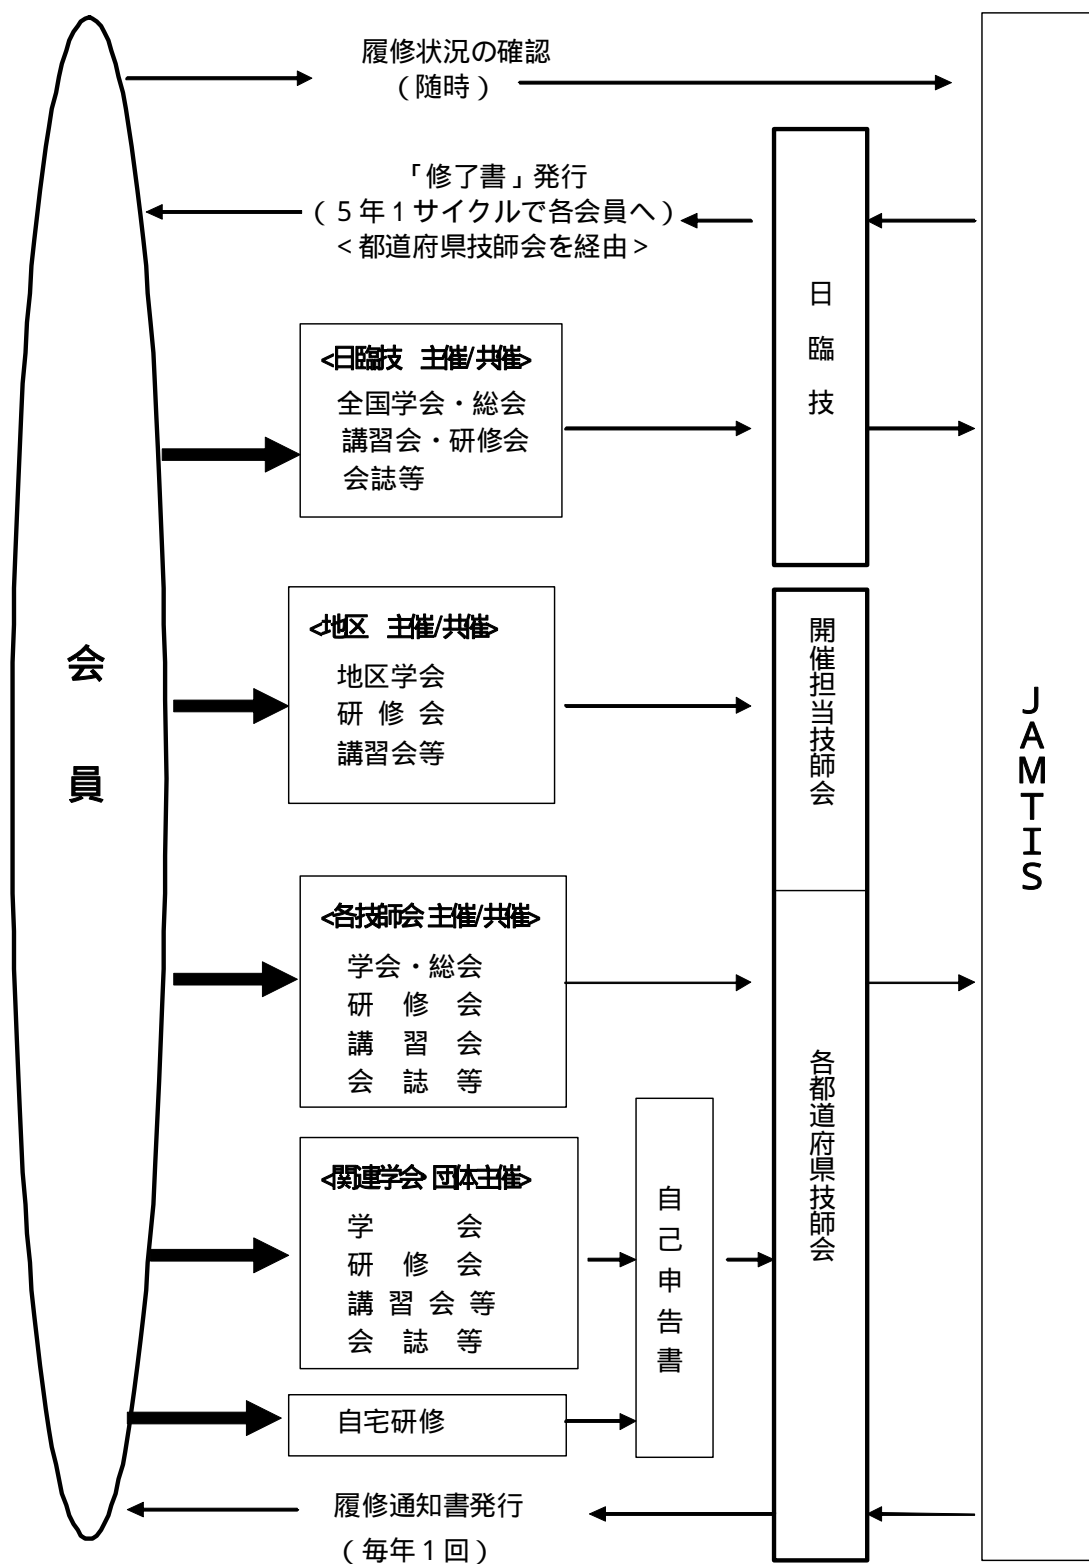 履修状況の確認
（随時）
「修了書」発行
（5年1サイクルで各会員へ）
<都道府県技師会を経由>
日臨技
<日臨技 主催/共催>
全国学会・総会
講習会・研修会
会誌等
会員
<地区 主催/共催>
地区学会
研修会
講習会等
開催担当技師会
JAMTIS
<各技師会 主催/共催>
学会・総会
研修会
講習会
会誌等
各都道府県技師会
<関連学会・団体主催>
学会
研修会
講習会等
会誌等
自己申告書
自宅研修
履修通知書発行
（毎年1回）